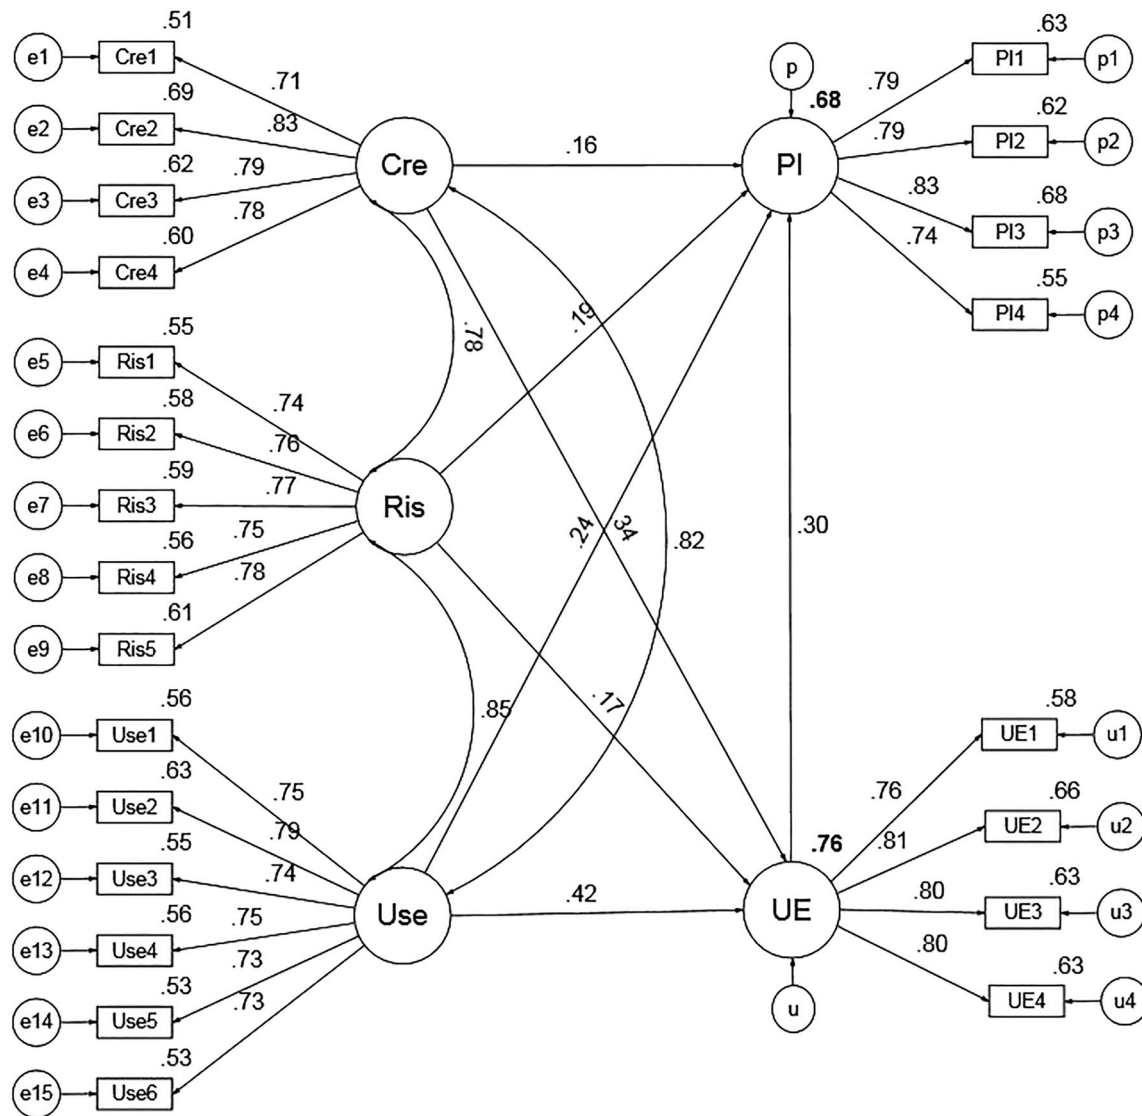 .51
e1 Cre1
.71
.69
e2 Cre2
.83
.62
e3 Cre3
.79
.60
e4 Cre4
.78
Cre
.16
p
.68
PI
.79
.63
PI1 p1
.79
.62
PI2 p2
.83
.68
PI3 p3
.74
.55
PI4 p4
.78
.19
.55
e5 Ris1
.74
.58
e6 Ris2
.76
.59
e7 Ris3
.77
.56
e8 Ris4
.75
.61
e9 Ris5
.78
Ris
.24
.34
.82
.30
.17
.85
.56
e10 Use1
.75
.63
e11 Use2
.79
.55
e12 Use3
.74
.56
e13 Use4
.75
.53
e14 Use5
.73
.53
e15 Use6
.73
Use
.42
.76
UE
u
.76
.58
UE1 u1
.81
.66
UE2 u2
.80
.63
UE3 u3
.80
.63
UE4 u4